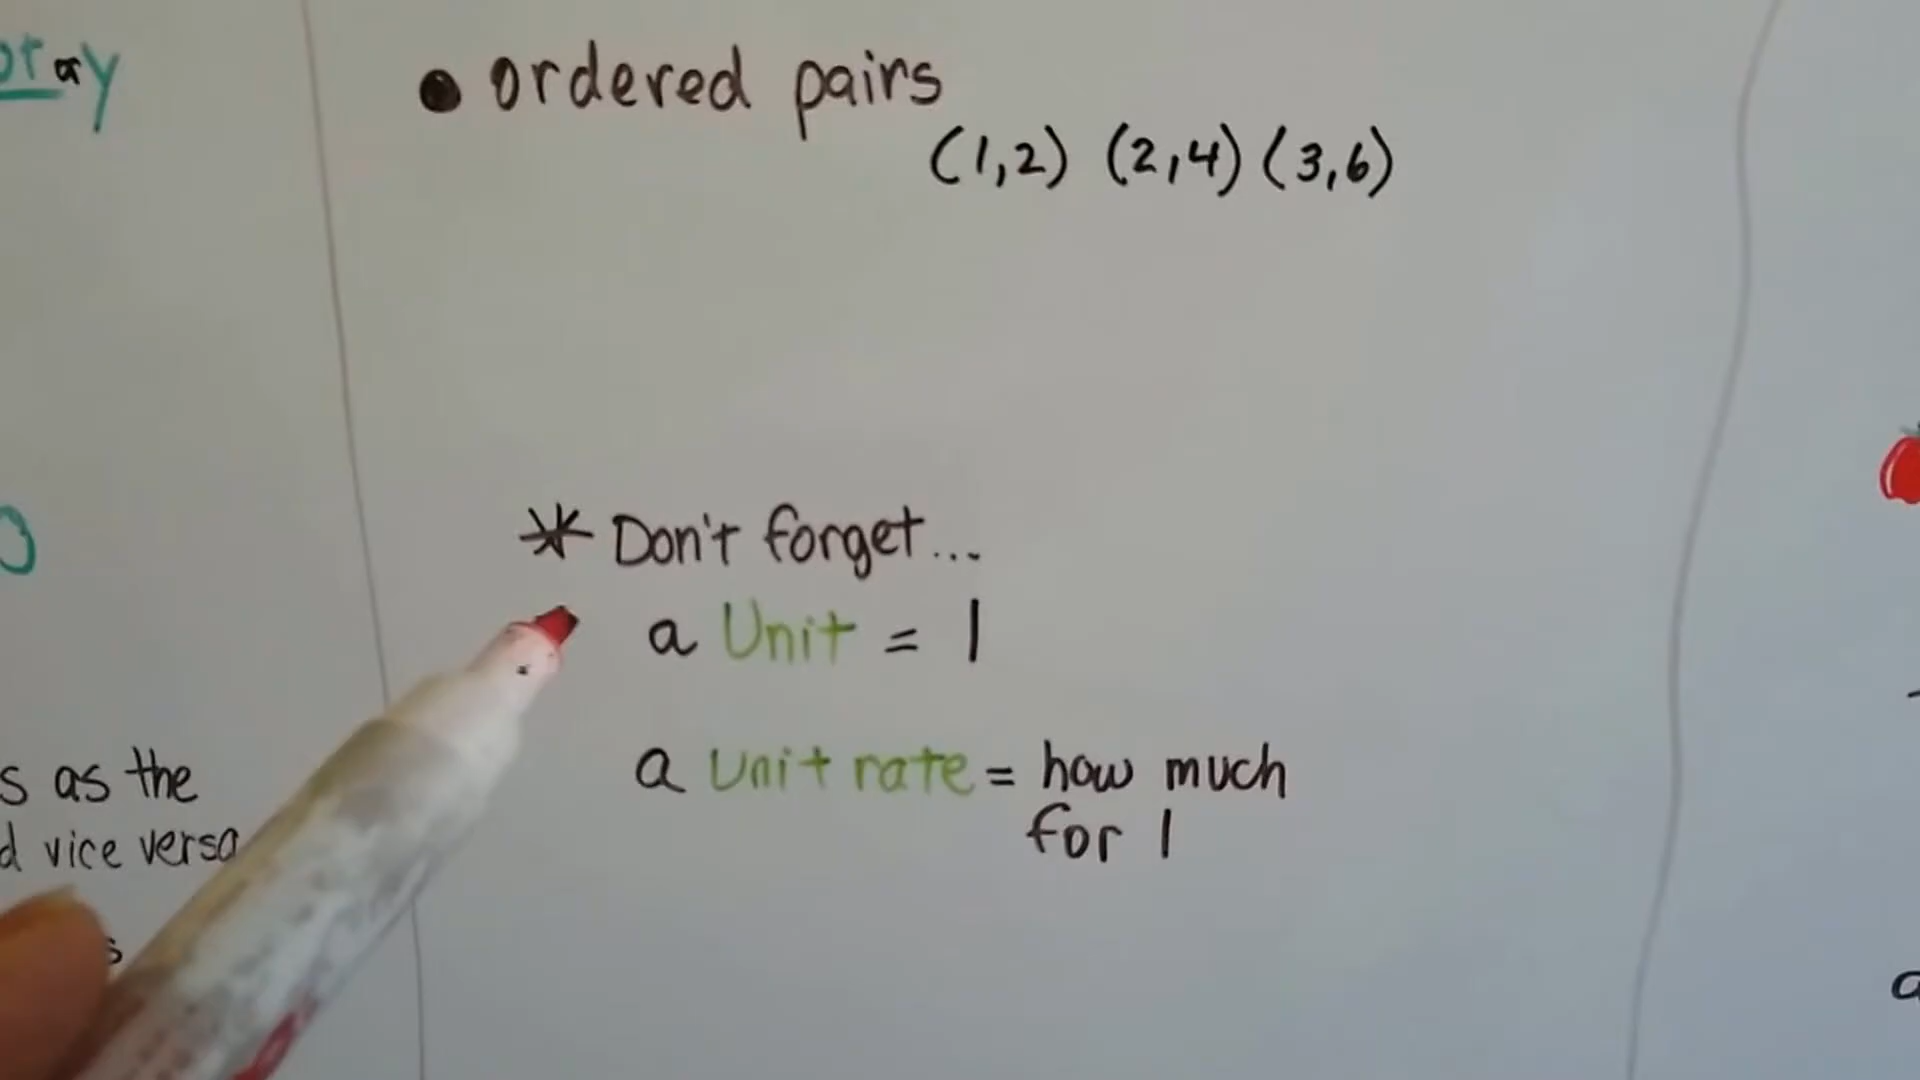 • ordered pairs
(1,2) (2,4) (3,6)
* Don't forget...
a Unit = 1
a Unit rate = how much
for 1
s as the
d vice versa